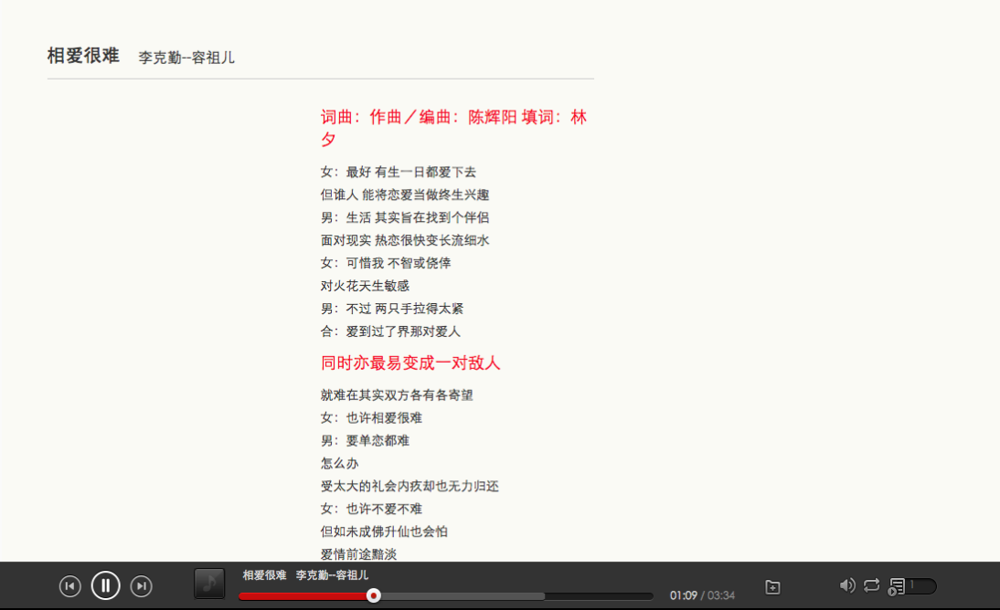 相爱很难 李克勤--容祖儿
词曲：作曲／编曲：陈辉阳 填词：林
夕
女：最好 有生一日都爱下去
但谁人 能将恋爱当做终生兴趣
男：生活 其实旨在找到个伴侣
面对现实 热恋很快变长流细水
女：可惜我 不智或侥倖
对火花天生敏感
男：不过 两只手拉得太紧
合：爱到过了界那对爱人
同时亦最易变成一对敌人
就难在其实双方各有各寄望
女：也许相爱很难
男：要单恋都难
怎么办
受太大的礼会内疚却也无力归还
女：也许不爱不难
但如未成佛升仙也会怕
爱情前途黯淡
相爱很难 李克勤--容祖儿
01:09 / 03:34
1